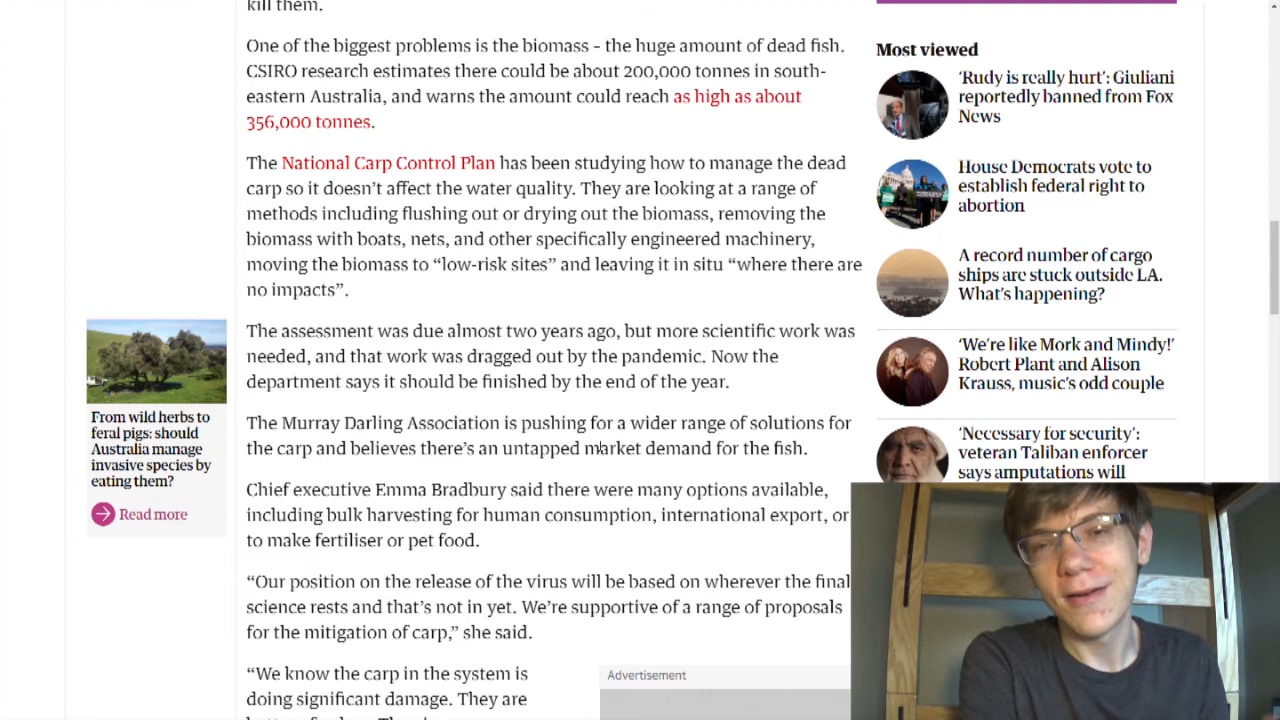 kill them.
One of the biggest problems is the biomass - the huge amount of dead fish.
CSIRO research estimates there could be about 200,000 tonnes in south-
eastern Australia, and warns the amount could reach as high as about
356,000 tonnes.
The National Carp Control Plan has been studying how to manage the dead
carp so it doesn’t affect the water quality. They are looking at a range of
methods including flushing out or drying out the biomass, removing the
biomass with boats, nets, and other specifically engineered machinery,
moving the biomass to “low-risk sites” and leaving it in situ “where there are
no impacts”.
The assessment was due almost two years ago, but more scientific work was
needed, and that work was dragged out by the pandemic. Now the
department says it should be finished by the end of the year.
The Murray Darling Association is pushing for a wider range of solutions for
the carp and believes there’s an untapped market demand for the fish.
Chief executive Emma Bradbury said there were many options available,
including bulk harvesting for human consumption, international export, or
to make fertiliser or pet food.
“Our position on the release of the virus will be based on wherever the final
science rests and that’s not in yet. We’re supportive of a range of proposals
for the mitigation of carp,” she said.
“We know the carp in the system is
doing significant damage. They are
From wild herbs to
feral pigs: should
Australia manage
invasive species by
eating them?
Read more
Advertisement
Most viewed
‘Rudy is really hurt’: Giuliani
reportedly banned from Fox
News
House Democrats vote to
establish federal right to
abortion
A record number of cargo
ships are stuck outside LA.
What’s happening?
‘We’re like Mork and Mindy!’
Robert Plant and Alison
Krauss, music’s odd couple
‘Necessary for security’:
veteran Taliban enforcer
says amputations will